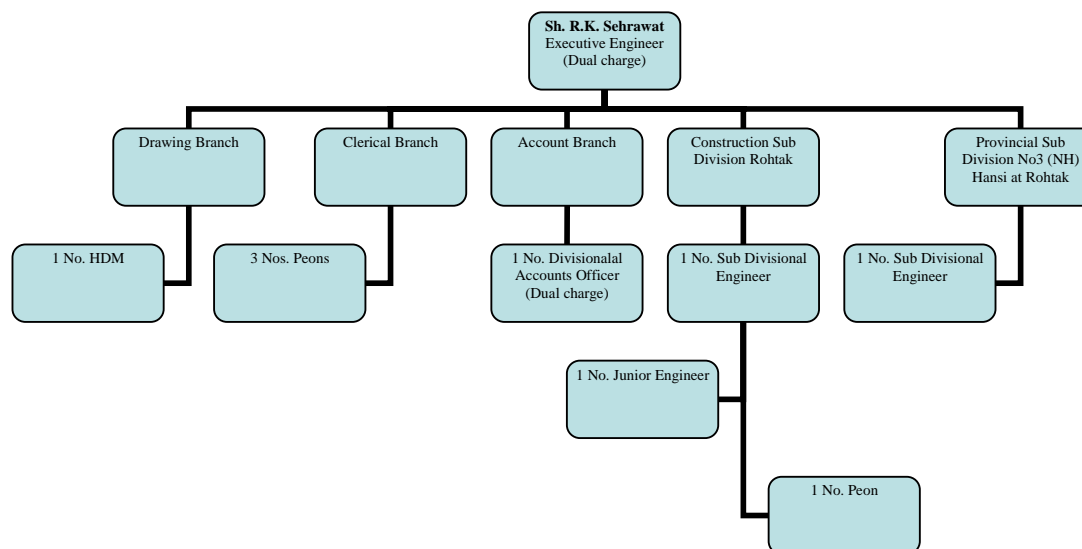 Sh. R.K. Sehrawat
Executive Engineer
(Dual charge)
Drawing Branch
Clerical Branch
Account Branch
Construction Sub
Division Rohtak
Provincial Sub
Division No3 (NH)
Hansi at Rohtak
1 No. HDM
3 Nos. Peons
1 No. Divisionalal
Accounts Officer
(Dual charge)
1 No. Sub Divisional
Engineer
1 No. Sub Divisional
Engineer
1 No. Junior Engineer
1 No. Peon